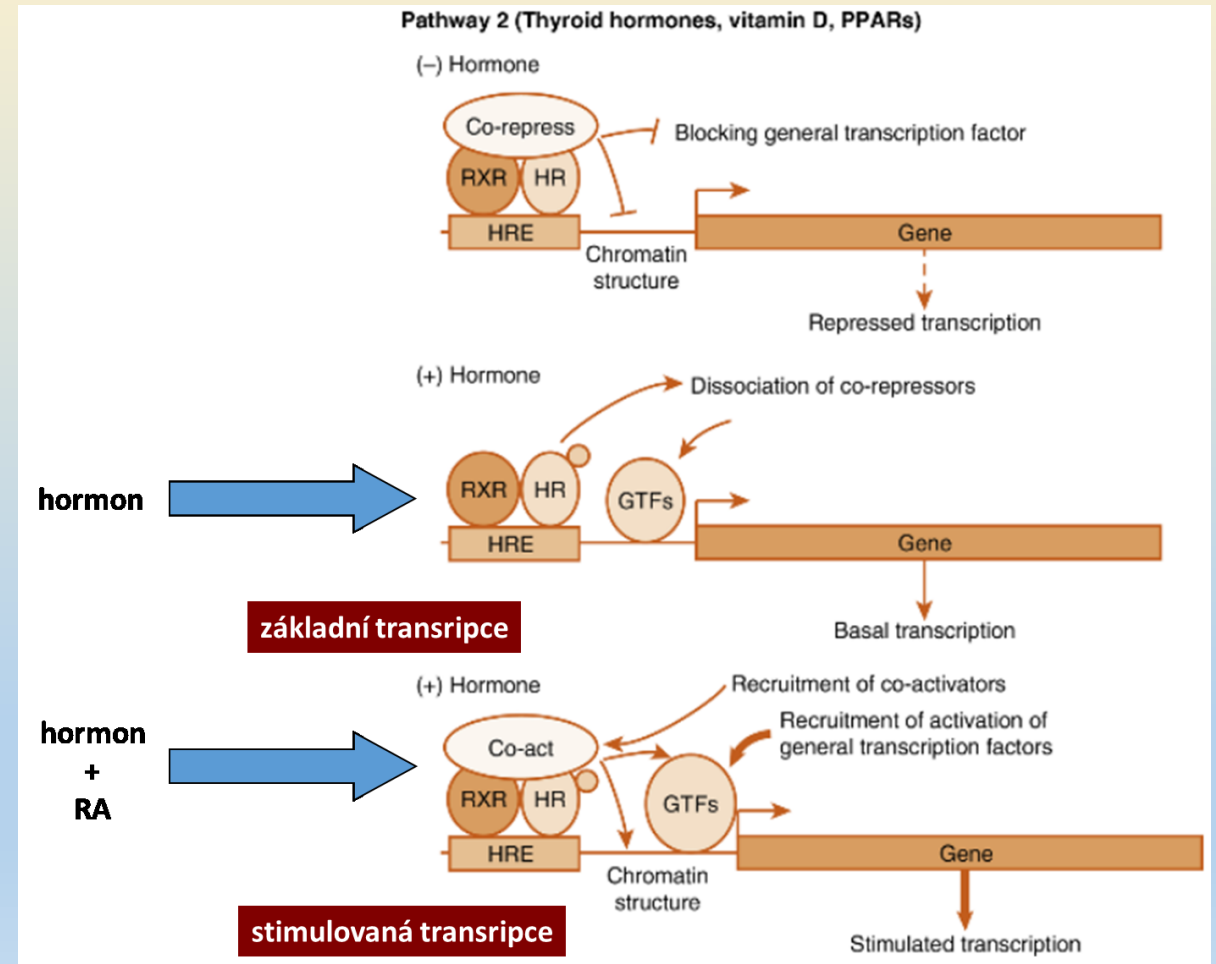 Pathway 2 (Thyroid hormones, vitamin D, PPARs)
(–) Hormone
Co-repress
Blocking general transcription factor
RXR
HR
HRE
Gene
Chromatin
structure
Repressed transcription
(+) Hormone
Dissociation of co-repressors
hormon
RXR
HR
GTFs
HRE
Gene
základní transripce
Basal transcription
(+) Hormone
Recruitment of co-activators
Recruitment of activation of
general transcription factors
hormon
+
RA
Co-act
RXR
HR
GTFs
HRE
Gene
Chromatin
structure
stimulovaná transripce
Stimulated transcription